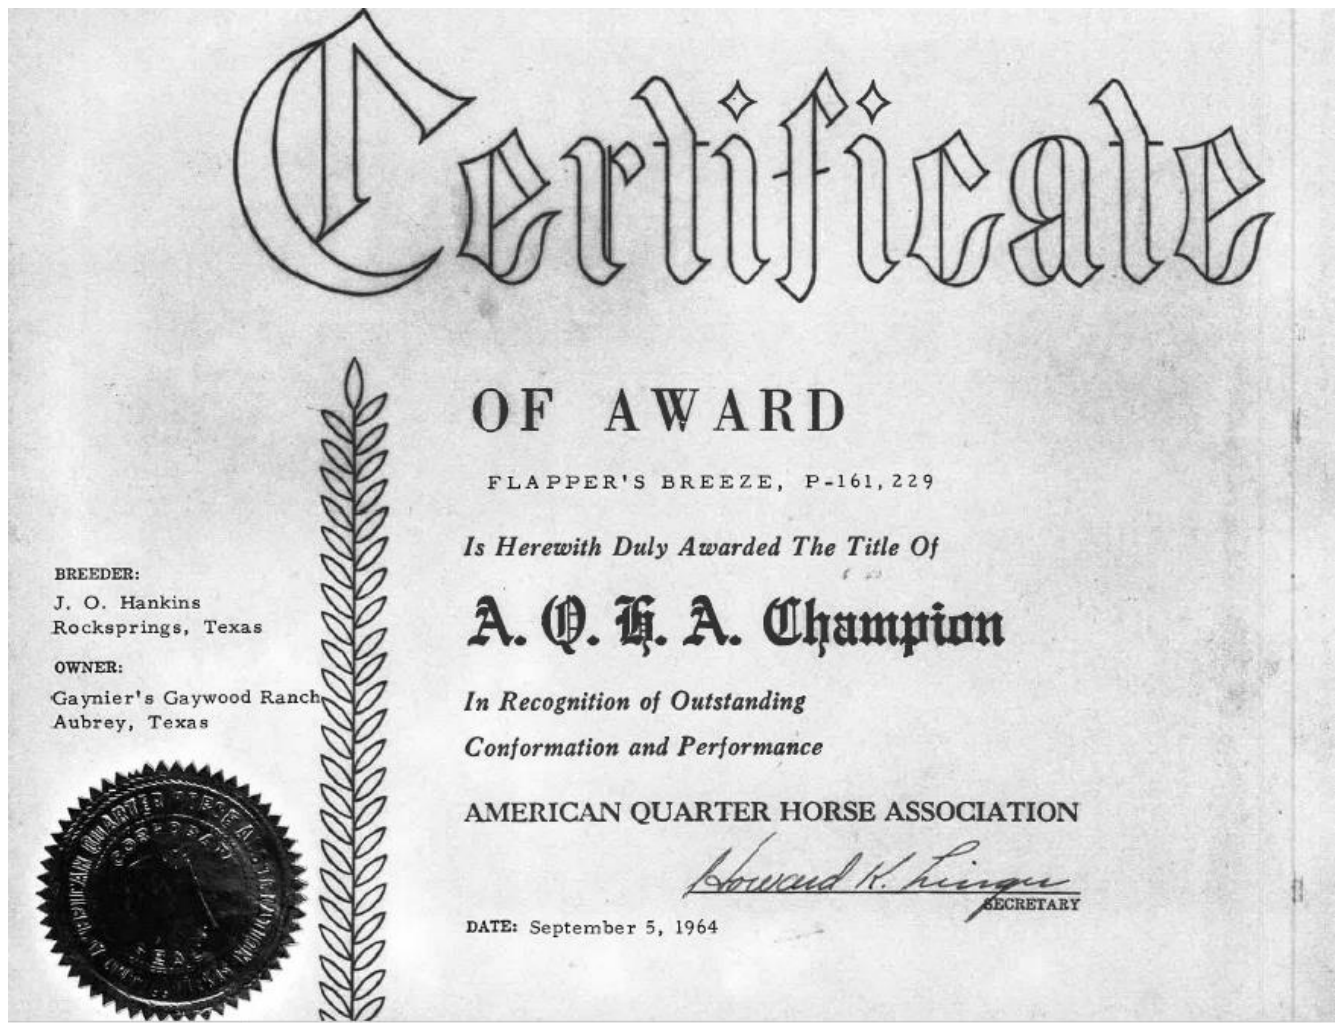 Certificate
OF AWARD
FLAPPER'S BREEZE, P-161,229
Is Herewith Duly Awarded The Title Of
A. Q. H. A. Champion
In Recognition of Outstanding
Conformation and Performance
AMERICAN QUARTER HORSE ASSOCIATION
Howard K. Linger
SECRETARY
DATE: September 5, 1964
BREEDER:
J. O. Hankins
Rocksprings, Texas
OWNER:
Gaynier's Gaywood Ranch
Aubrey, Texas
AMERICAN QUARTER HORSE ASSOCIATION
TEXAS